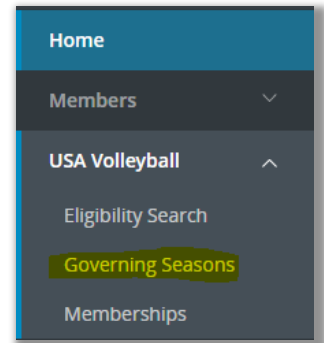 Home
Members
USA Volleyball
Eligibility Search
Governing Seasons
Memberships